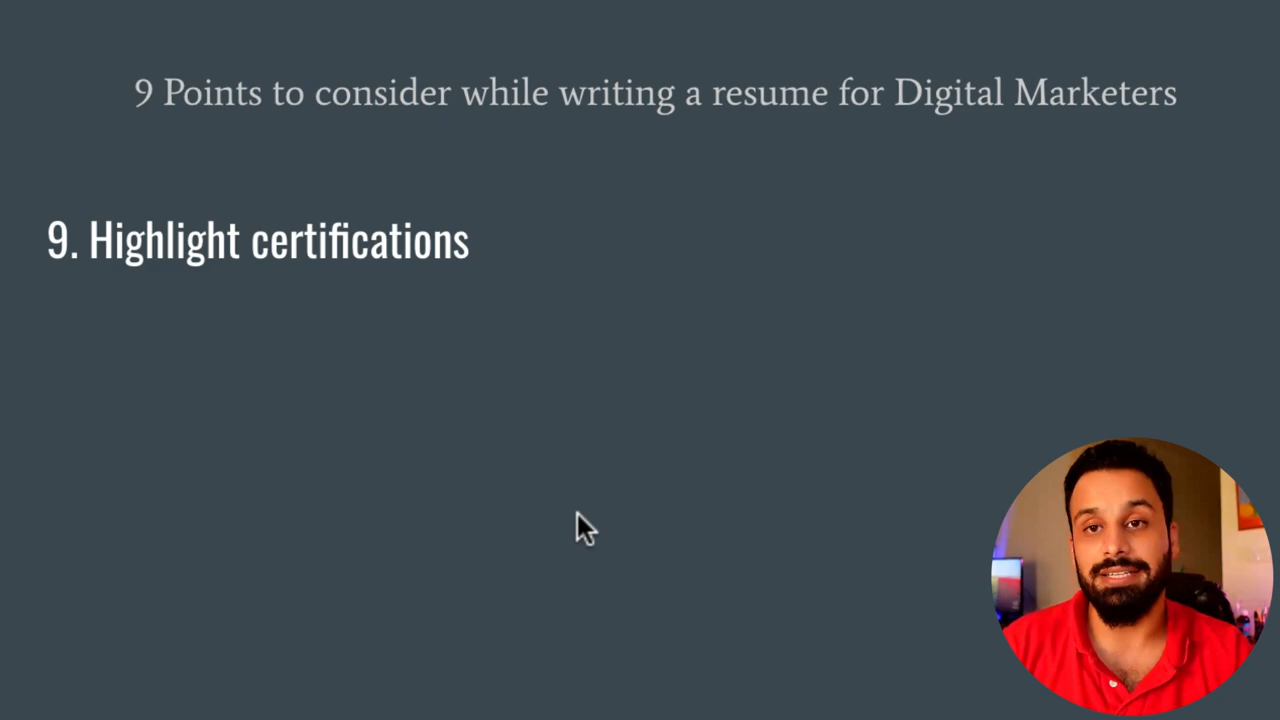 9 Points to consider while writing a resume for Digital Marketers
9. Highlight certifications